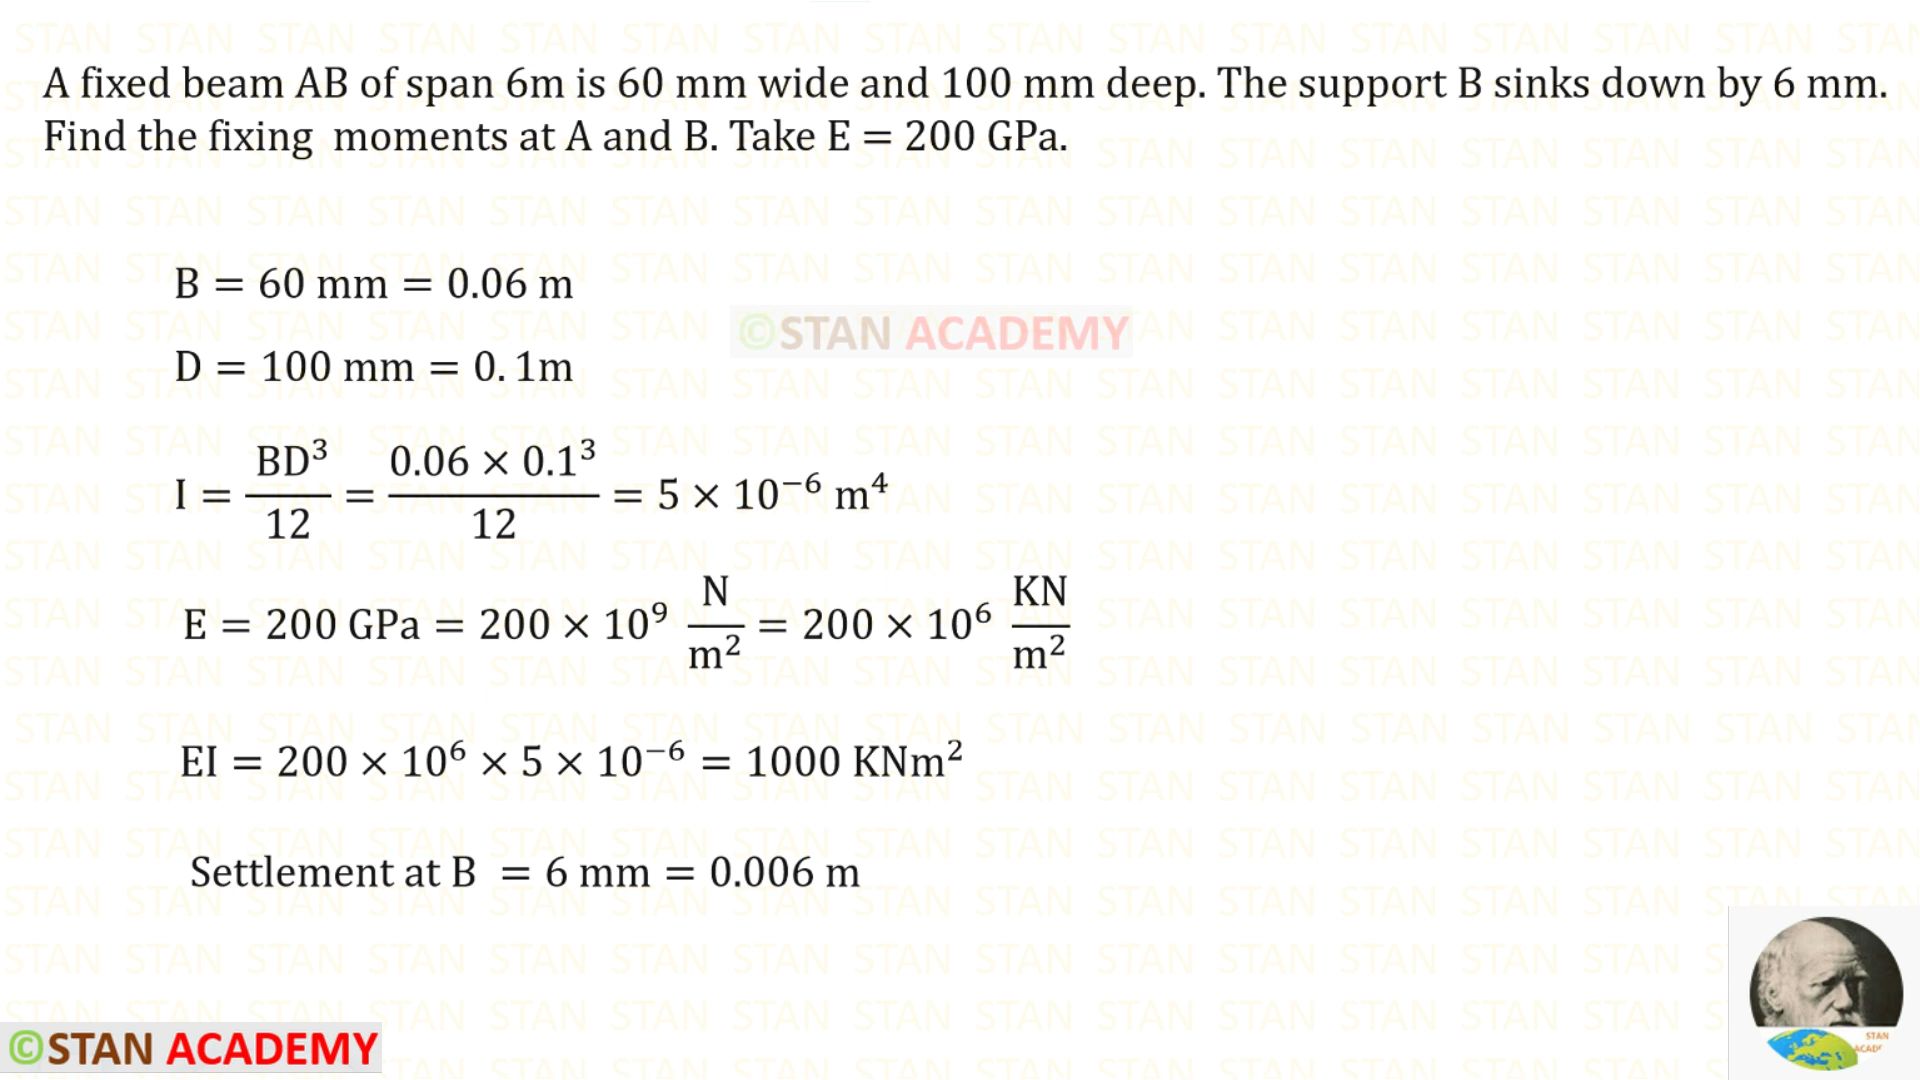 A fixed beam AB of span 6m is 60 mm wide and 100 mm deep. The support B sinks down by 6 mm.
Find the fixing moments at A and B. Take E = 200 GPa.
B = 60 mm = 0.06 m
©STAN ACADEMY
D = 100 mm = 0.1m
I = BD³/12 = 0.06 × 0.1³/12 = 5 × 10⁻⁶ m⁴
E = 200 GPa = 200 × 10⁹ N/m² = 200 × 10⁶ KN/m²
EI = 200 × 10⁶ × 5 × 10⁻⁶ = 1000 KNm²
Settlement at B = 6 mm = 0.006 m
©STAN ACADEMY
STAN